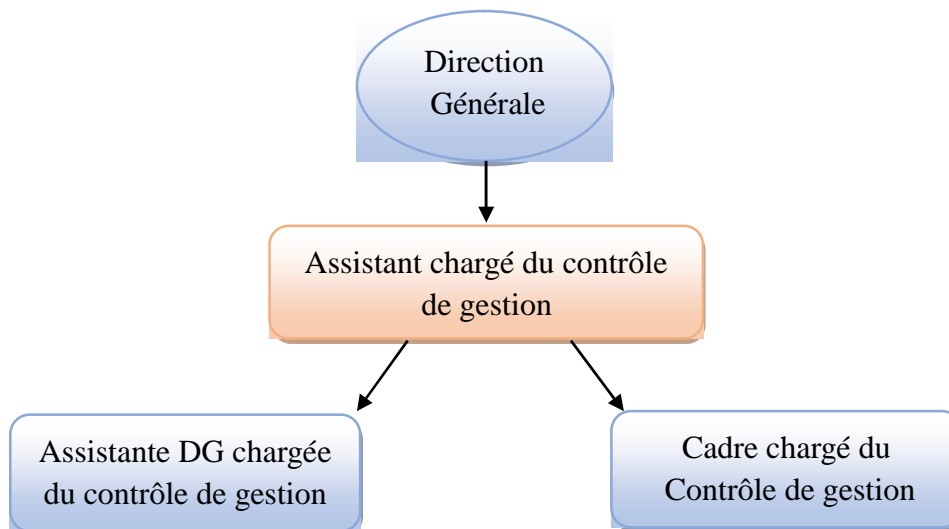 Direction
Générale
Assistant chargé du contrôle
de gestion
Assistante DG chargée
du contrôle de gestion
Cadre chargé du
Contrôle de gestion